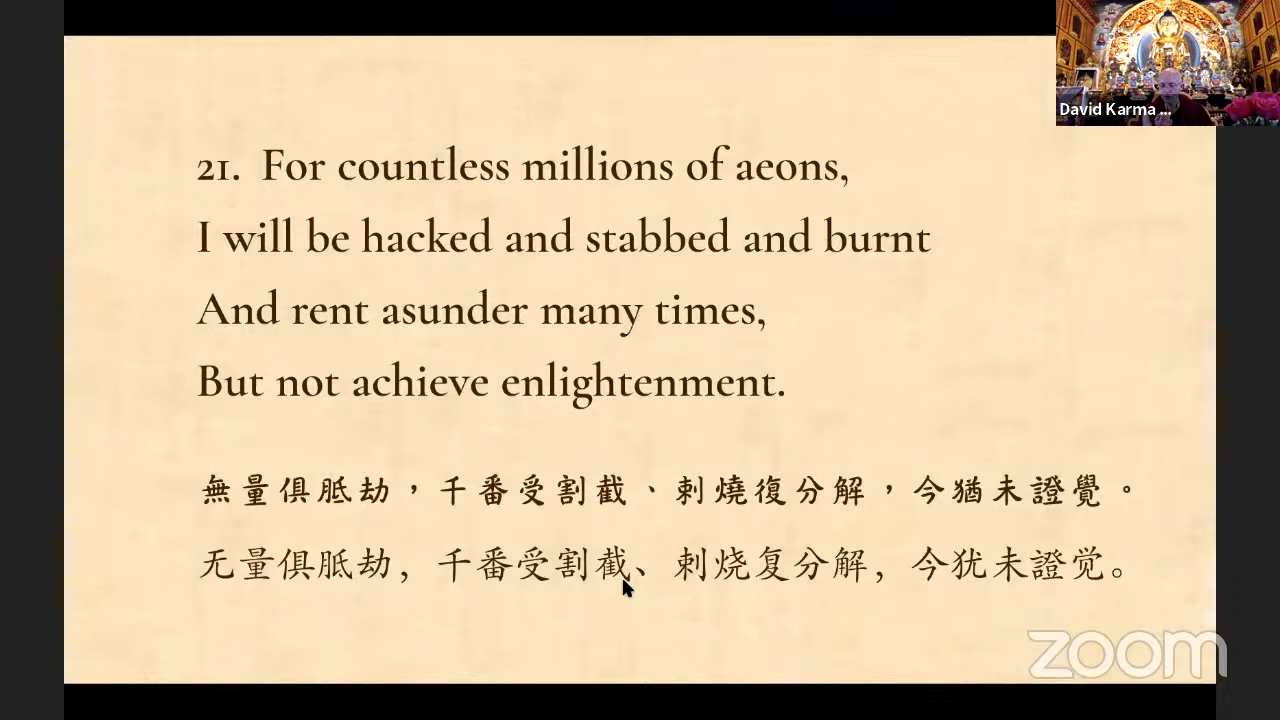 David Karma ...
21. For countless millions of aeons,
I will be hacked and stabbed and burnt
And rent asunder many times,
But not achieve enlightenment.
無量俱胝劫，千番受割截、刺燒復分解，今猶未證覺。
无量俱胝劫，千番受割截、刺烧复分解，今犹未證觉。
zoom